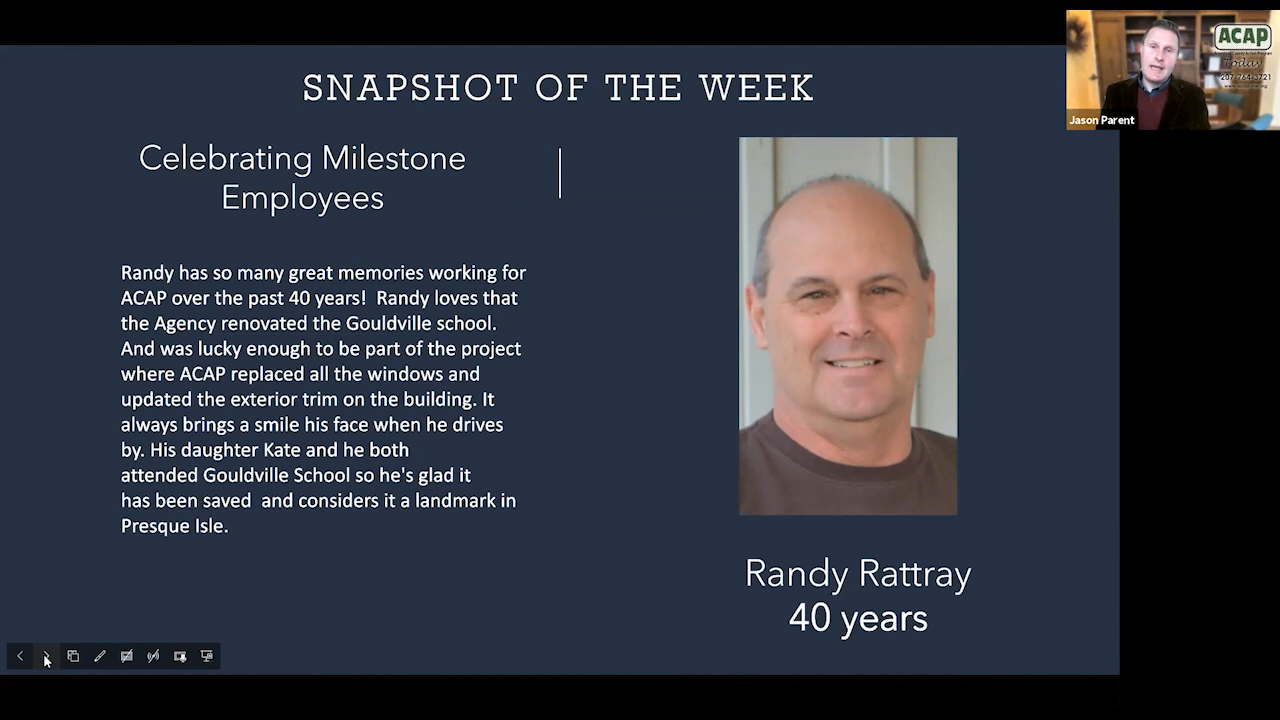 SNAPSHOT OF THE WEEK
Celebrating Milestone
Employees
Randy has so many great memories working for
ACAP over the past 40 years!  Randy loves that
the Agency renovated the Gouldville school.
And was lucky enough to be part of the project
where ACAP replaced all the windows and
updated the exterior trim on the building. It
always brings a smile his face when he drives
by. His daughter Kate and he both
attended Gouldville School so he's glad it
has been saved  and considers it a landmark in
Presque Isle.
Randy Rattray
40 years
ACAP
Today
Jason Parent